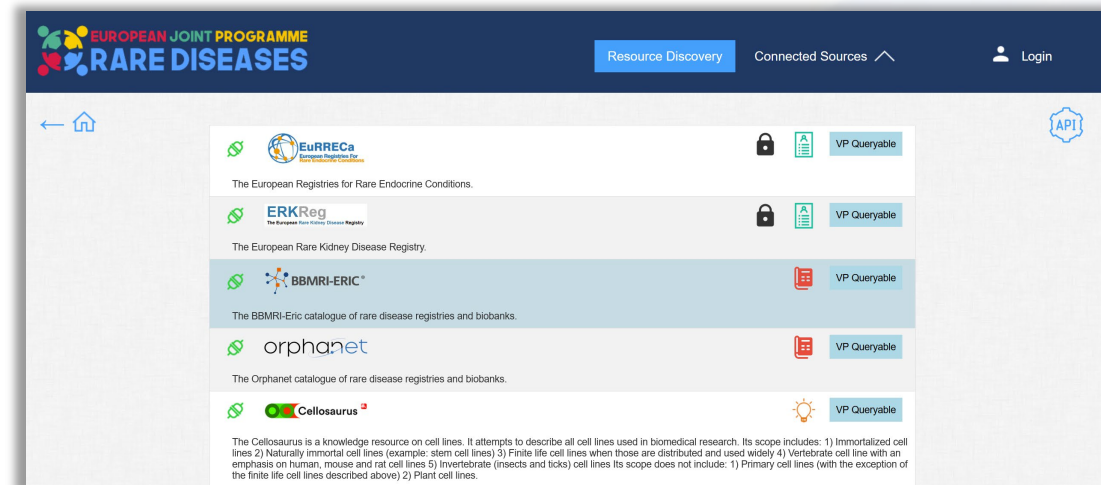 EUROPEAN JOINT PROGRAMME
RARE DISEASES
Resource Discovery
Connected Sources
Login
API
EuRRECa
European Registries For
Rare Endocrine Conditions
VP Queryable
The European Registries for Rare Endocrine Conditions.
ERKReg
The European Rare Kidney Disease Registry
VP Queryable
The European Rare Kidney Disease Registry.
BBMRI-ERIC®
VP Queryable
The BBMRI-Eric catalogue of rare disease registries and biobanks.
orphanet
VP Queryable
The Orphanet catalogue of rare disease registries and biobanks.
Cellosaurus
VP Queryable
The Cellosaurus is a knowledge resource on cell lines. It attempts to describe all cell lines used in biomedical research. Its scope includes: 1) Immortalized cell
lines 2) Naturally immortal cell lines (example: stem cell lines) 3) Finite life cell lines when those are distributed and used widely 4) Vertebrate cell line with an
emphasis on human, mouse and rat cell lines 5) Invertebrate (insects and ticks) cell lines Its scope does not include: 1) Primary cell lines (with the exception of
the finite life cell lines described above) 2) Plant cell lines.